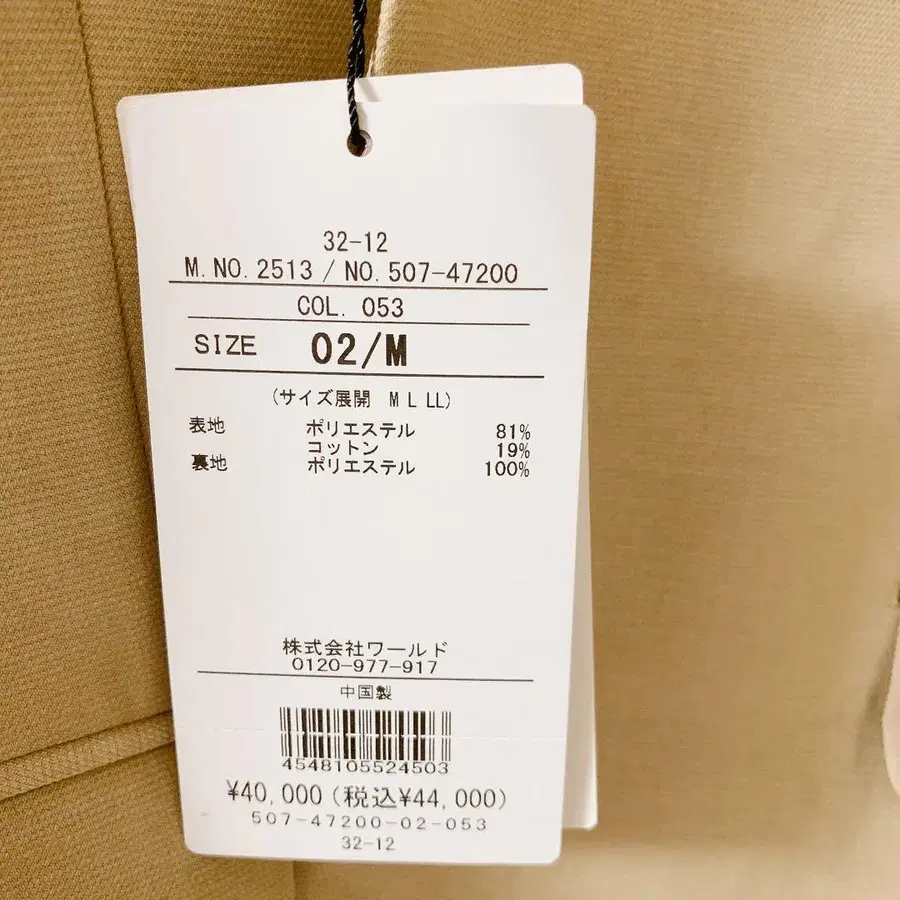 32-12
M.NO.2513 / NO.507-47200
COL. 053
SIZE 02/M
(サイズ展開 M L LL)
表地 ポリエステル 81%
コットン 19%
裏地 ポリエステル 100%
株式会社ワールド
0120-977-917
中国製
4548105524503
¥40,000 (税込¥44,000)
507-47200-02-053
32-12